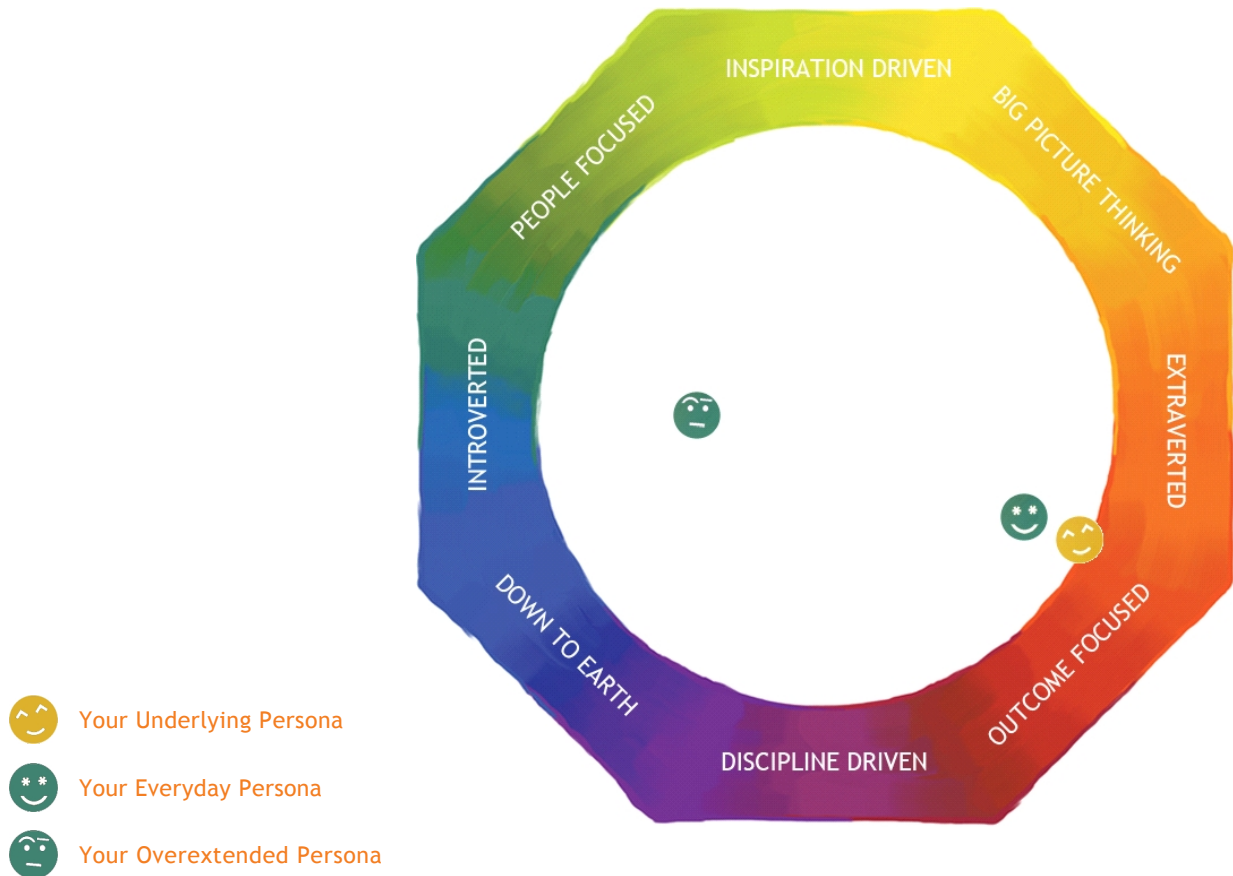 INSPIRATION DRIVEN
BIG PICTURE THINKING
PEOPLE FOCUSED
EXTRAVERTED
INTROVERTED
OUTCOME FOCUSED
DOWN TO EARTH
DISCIPLINE DRIVEN
Your Underlying Persona
Your Everyday Persona
Your Overextended Persona